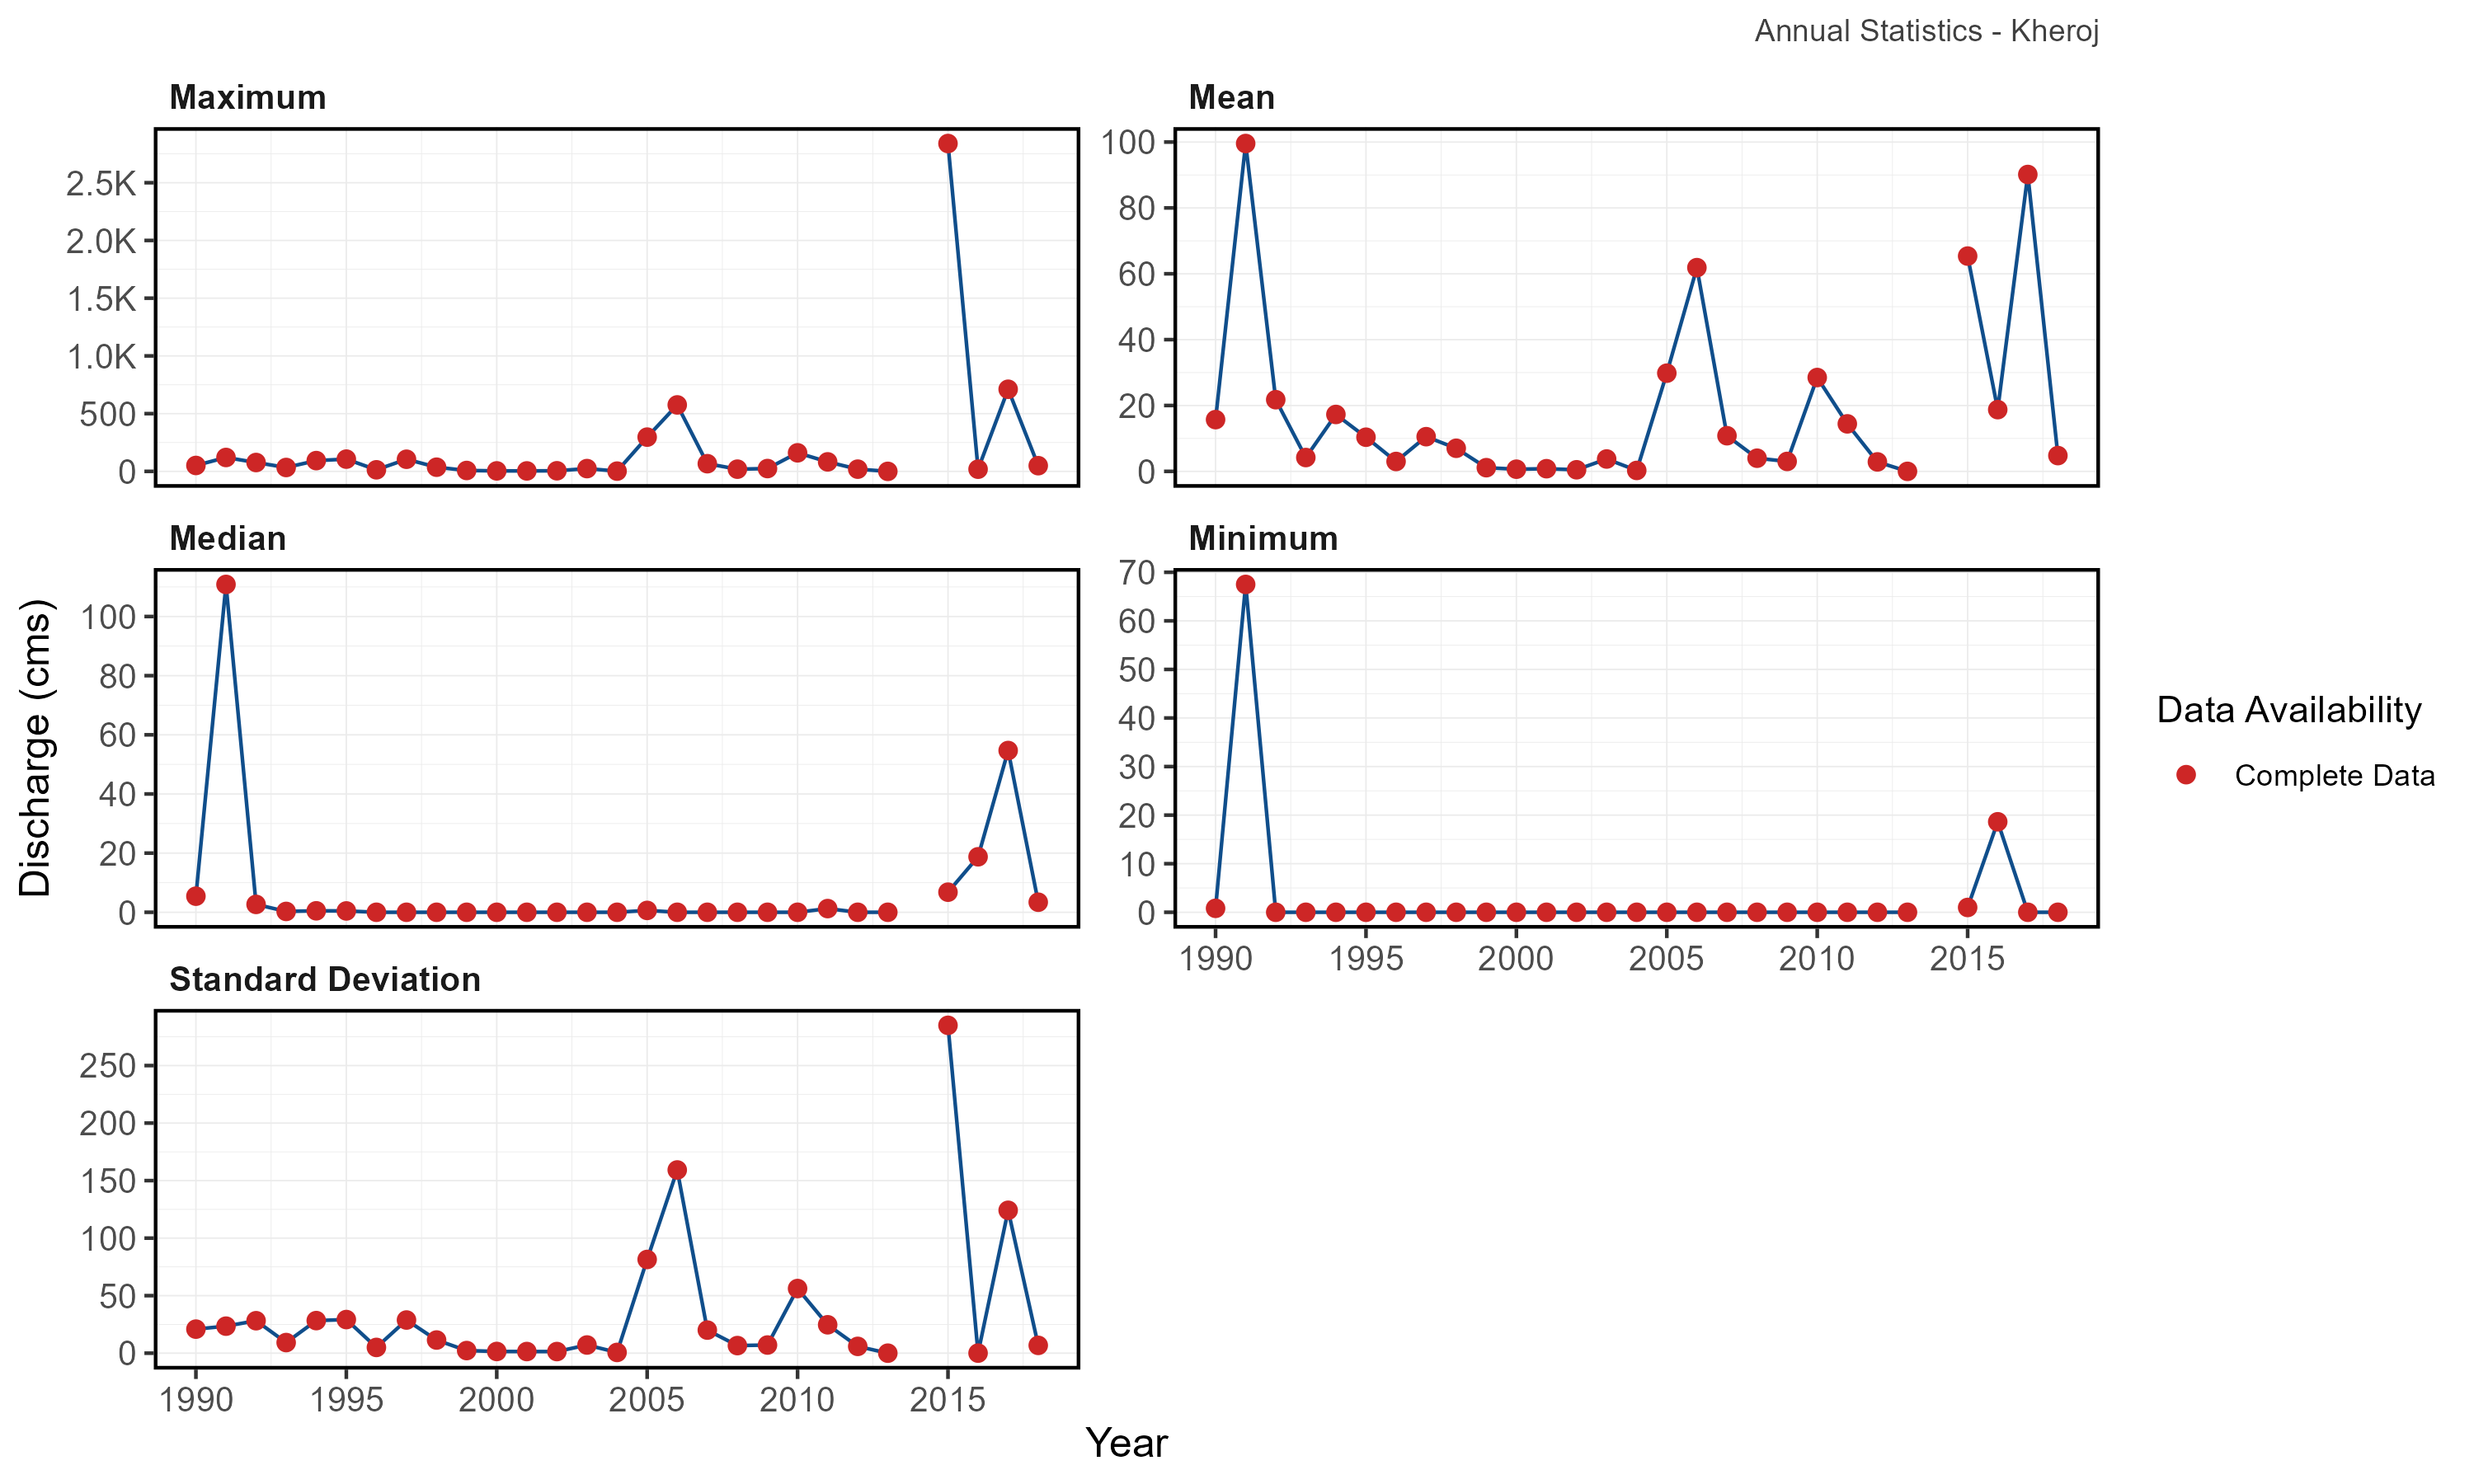 Annual Statistics - Kheroj
Maximum
2.5K
2.0K
1.5K
1.0K
500
0
Mean
100
80
60
40
20
0
Discharge (cms)
Median
100
80
60
40
20
0
Minimum
70
60
50
40
30
20
10
0
1990 1995 2000 2005 2010 2015
Standard Deviation
250
200
150
100
50
0
1990 1995 2000 2005 2010 2015
Year
Data Availability
Complete Data